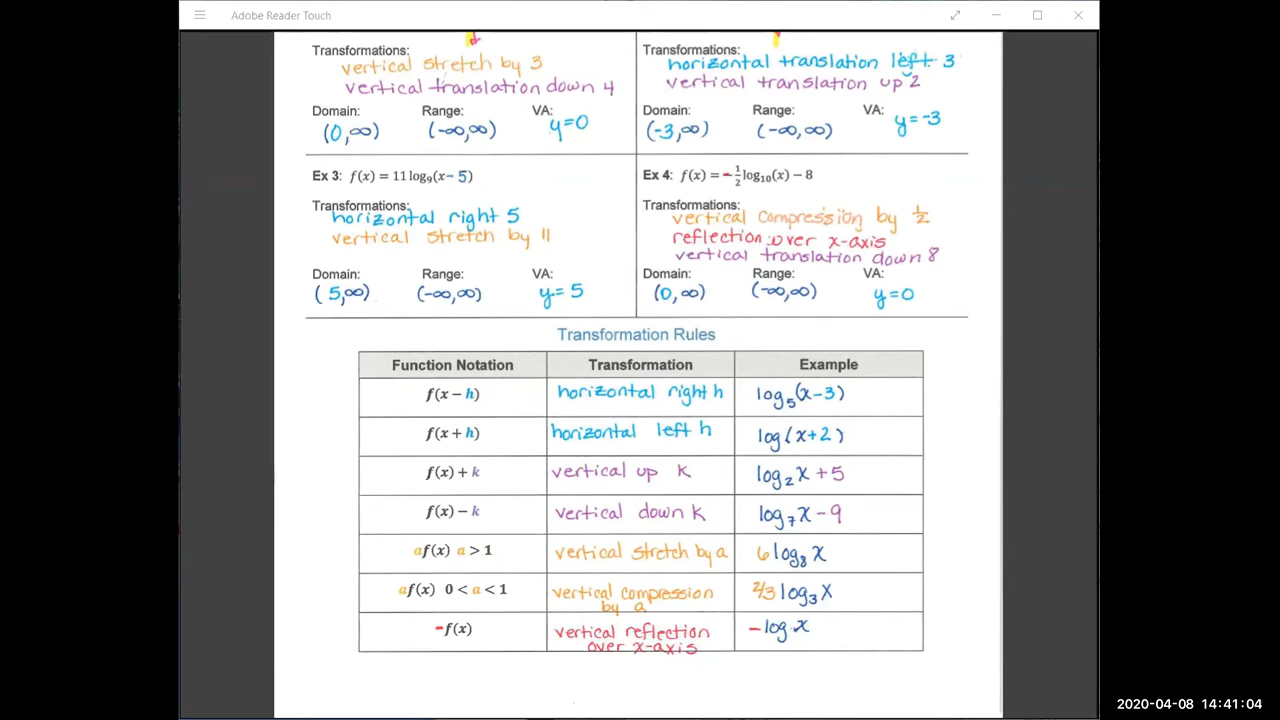 Adobe Reader Touch
Transformations:
vertical stretch by 3
vertical translation down 4
Domain: Range: VA:
(0,∞) (-∞,∞) y=0
Transformations:
horizontal translation left 3
vertical translation up 2
Domain: Range: VA:
(-3,∞) (-∞,∞) y=-3
Ex 3: f(x) = 11 log₉(x − 5)
Transformations:
horizontal right 5
vertical stretch by 11
Domain: Range: VA:
(5,∞) (-∞,∞) y=5
Ex 4: f(x) = −½ log₁₀(x) − 8
Transformations:
vertical compression by ½
reflection over x-axis
vertical translation down 8
Domain: Range: VA:
(0,∞) (-∞,∞) y=0
Transformation Rules
Function Notation Transformation Example
f(x − h) horizontal right h log₅(x−3)
f(x + h) horizontal left h log(x+2)
f(x) + k vertical up k log₂x +5
f(x) − k vertical down k log₇x −9
af(x) a > 1 vertical stretch by a 6log₈x
af(x) 0 < a < 1 vertical compression by a 2/3 log₃x
−f(x) vertical reflection over x-axis −log x
2020-04-08 14:41:04